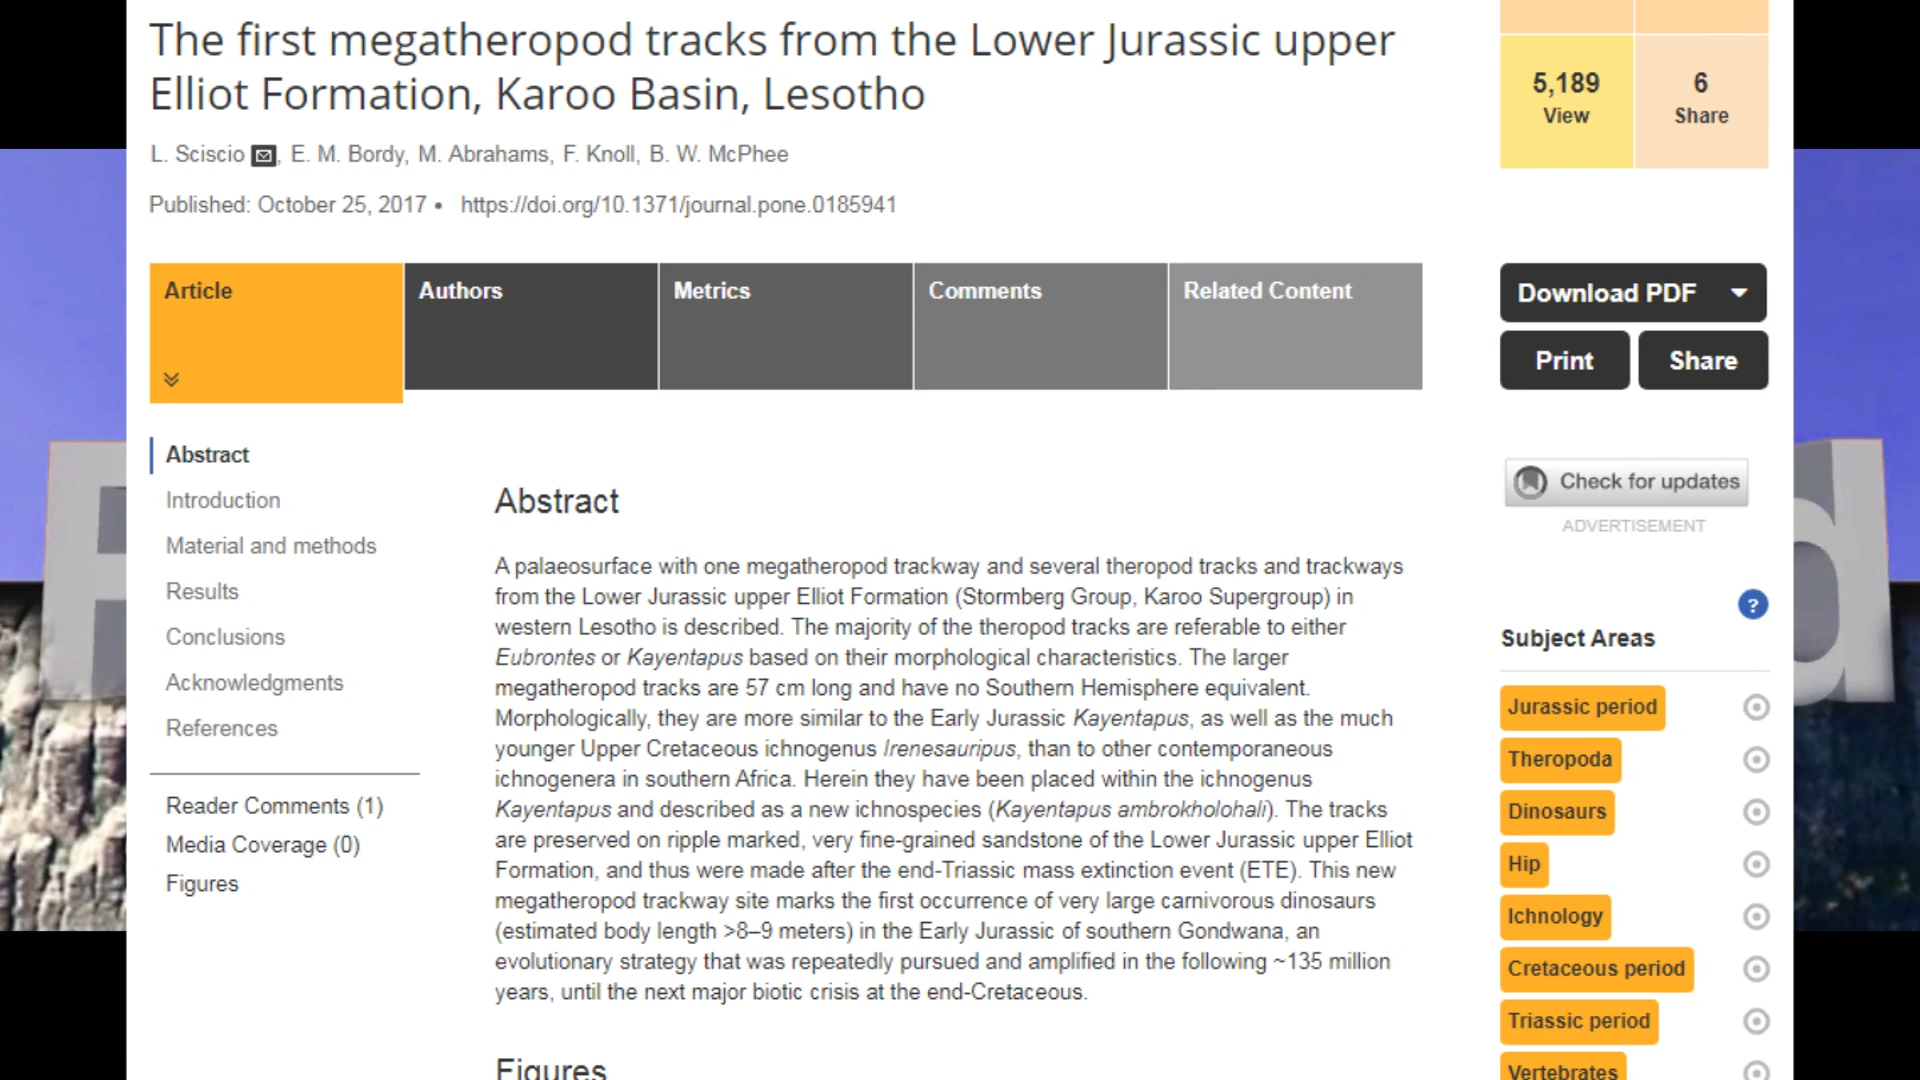 The first megatheropod tracks from the Lower Jurassic upper
Elliot Formation, Karoo Basin, Lesotho
L. Sciscio , E. M. Bordy, M. Abrahams, F. Knoll, B. W. McPhee
Published: October 25, 2017 • https://doi.org/10.1371/journal.pone.0185941
5,189
View
6
Share
Article
Authors
Metrics
Comments
Related Content
Download PDF
Print
Share
Check for updates
ADVERTISEMENT
Abstract
Introduction
Material and methods
Results
Conclusions
Acknowledgments
References
Reader Comments (1)
Media Coverage (0)
Figures
Abstract
A palaeosurface with one megatheropod trackway and several theropod tracks and trackways
from the Lower Jurassic upper Elliot Formation (Stormberg Group, Karoo Supergroup) in
western Lesotho is described. The majority of the theropod tracks are referable to either
Eubrontes or Kayentapus based on their morphological characteristics. The larger
megatheropod tracks are 57 cm long and have no Southern Hemisphere equivalent.
Morphologically, they are more similar to the Early Jurassic Kayentapus, as well as the much
younger Upper Cretaceous ichnogenus Irenesauripus, than to other contemporaneous
ichnogenera in southern Africa. Herein they have been placed within the ichnogenus
Kayentapus and described as a new ichnospecies (Kayentapus ambrokholohali). The tracks
are preserved on ripple marked, very fine-grained sandstone of the Lower Jurassic upper Elliot
Formation, and thus were made after the end-Triassic mass extinction event (ETE). This new
megatheropod trackway site marks the first occurrence of very large carnivorous dinosaurs
(estimated body length >8–9 meters) in the Early Jurassic of southern Gondwana, an
evolutionary strategy that was repeatedly pursued and amplified in the following ~135 million
years, until the next major biotic crisis at the end-Cretaceous.
Figures
?
Subject Areas
Jurassic period
Theropoda
Dinosaurs
Hip
Ichnology
Cretaceous period
Triassic period
Vertebrates